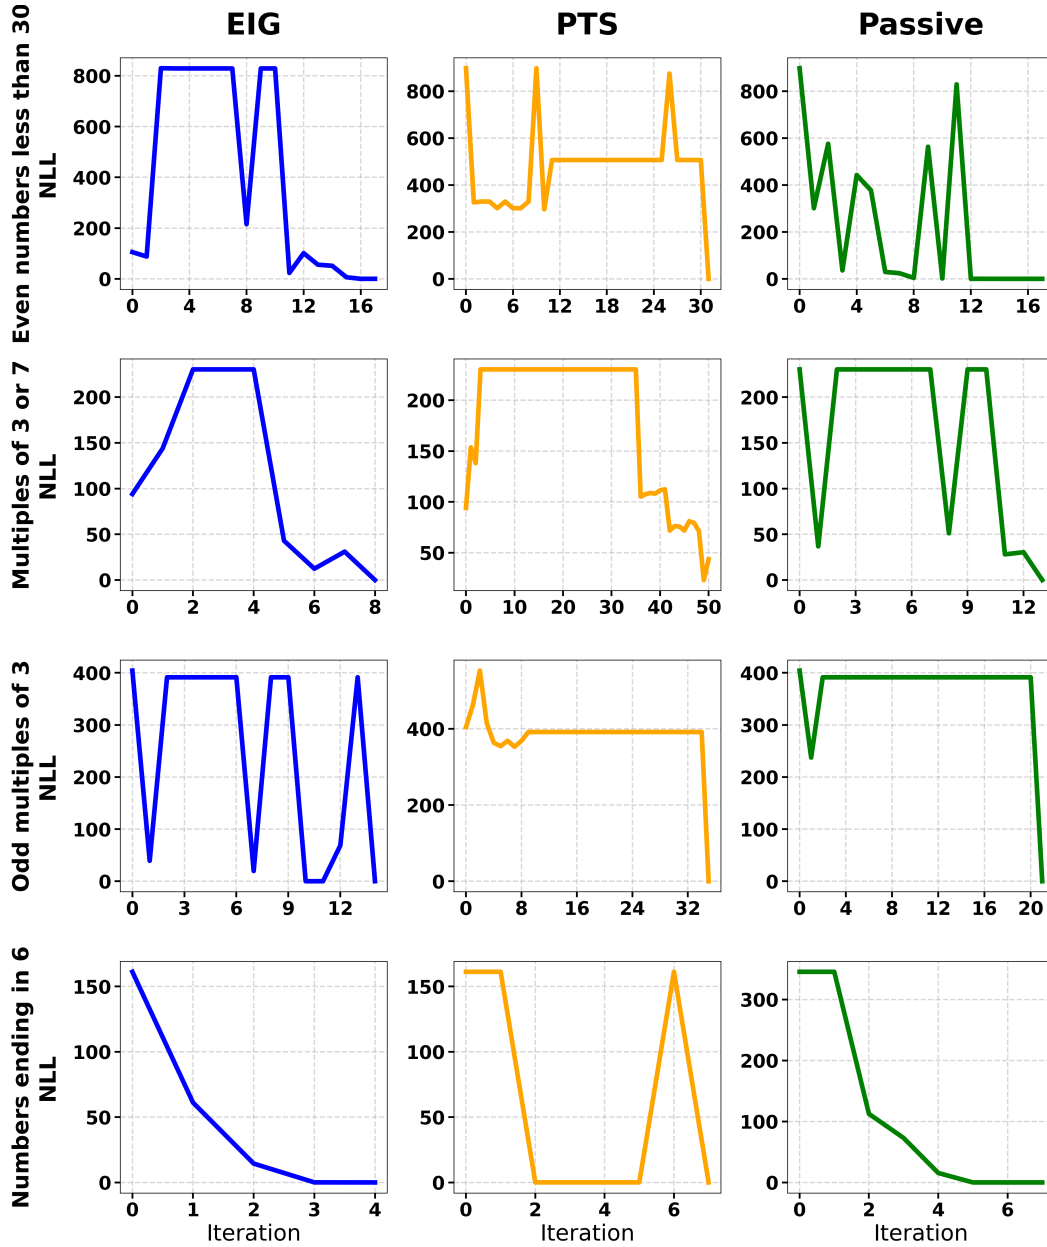 EIG
PTS
Passive
Even numbers less than 30
NLL
800
600
400
200
0
0 4 8 12 16
800
600
400
200
0
0 6 12 18 24 30
800
600
400
200
0
0 4 8 12 16
Multiples of 3 or 7
NLL
200
150
100
50
0
0 2 4 6 8
200
150
100
50
0 10 20 30 40 50
200
150
100
50
0
0 3 6 9 12
Odd multiples of 3
NLL
400
300
200
100
0
0 3 6 9 12
400
200
0
0 8 16 24 32
400
300
200
100
0
0 4 8 12 16 20
Numbers ending in 6
NLL
150
100
50
0
0 1 2 3 4
Iteration
150
100
50
0
0 2 4 6
Iteration
300
200
100
0
0 2 4 6
Iteration